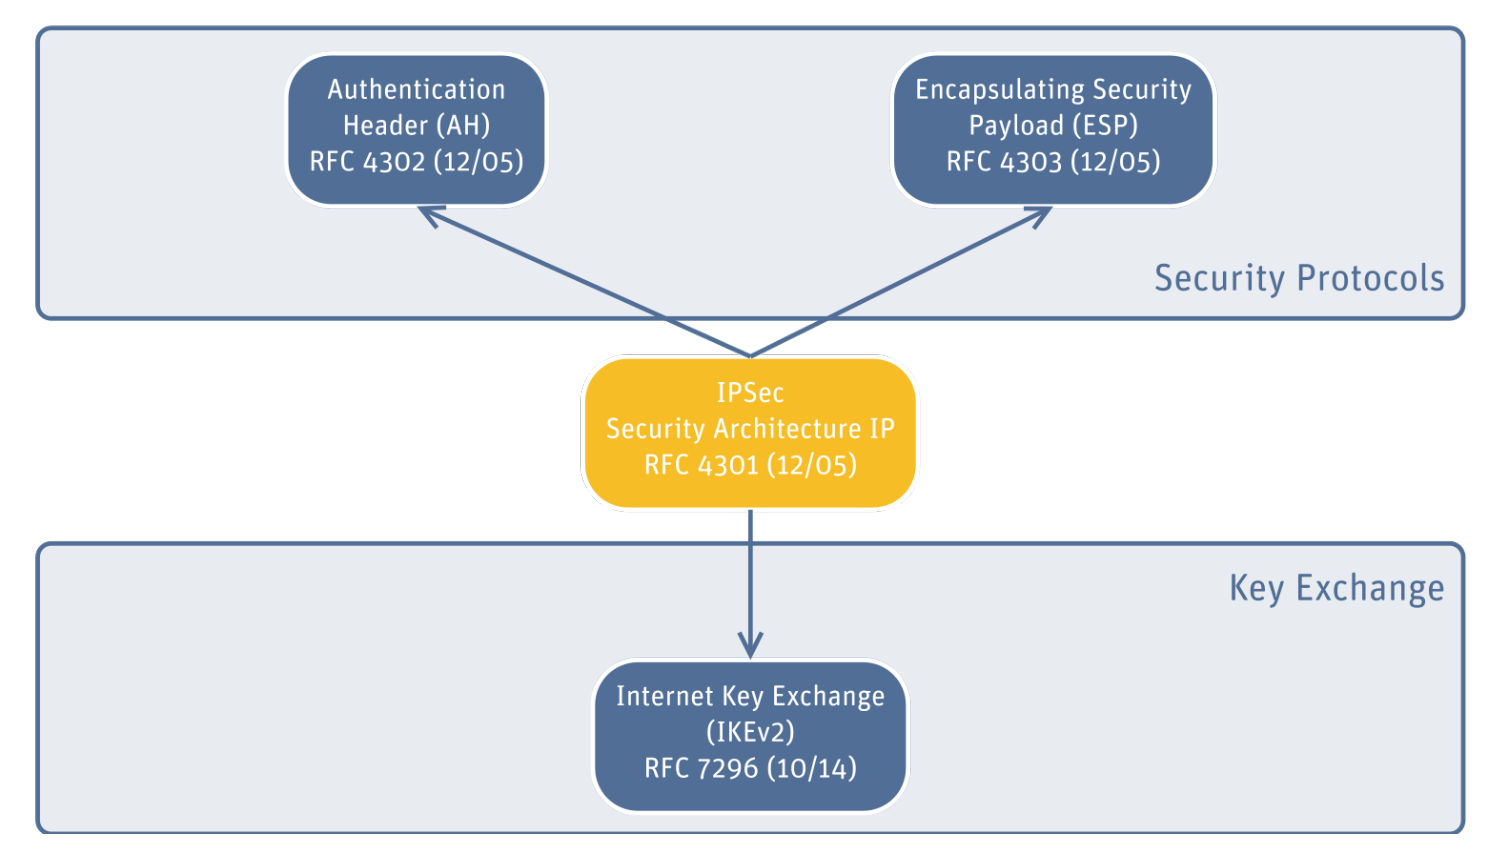 Authentication
Header (AH)
RFC 4302 (12/05)
Encapsulating Security
Payload (ESP)
RFC 4303 (12/05)
Security Protocols
IPSec
Security Architecture IP
RFC 4301 (12/05)
Key Exchange
Internet Key Exchange
(IKEv2)
RFC 7296 (10/14)